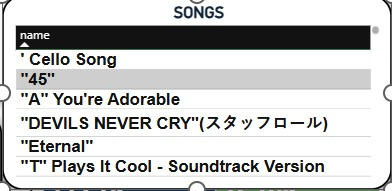 SONGS
name
' Cello Song
"45"
"A" You're Adorable
"DEVILS NEVER CRY"(スタッフロール)
"Eternal"
"T" Plays It Cool - Soundtrack Version